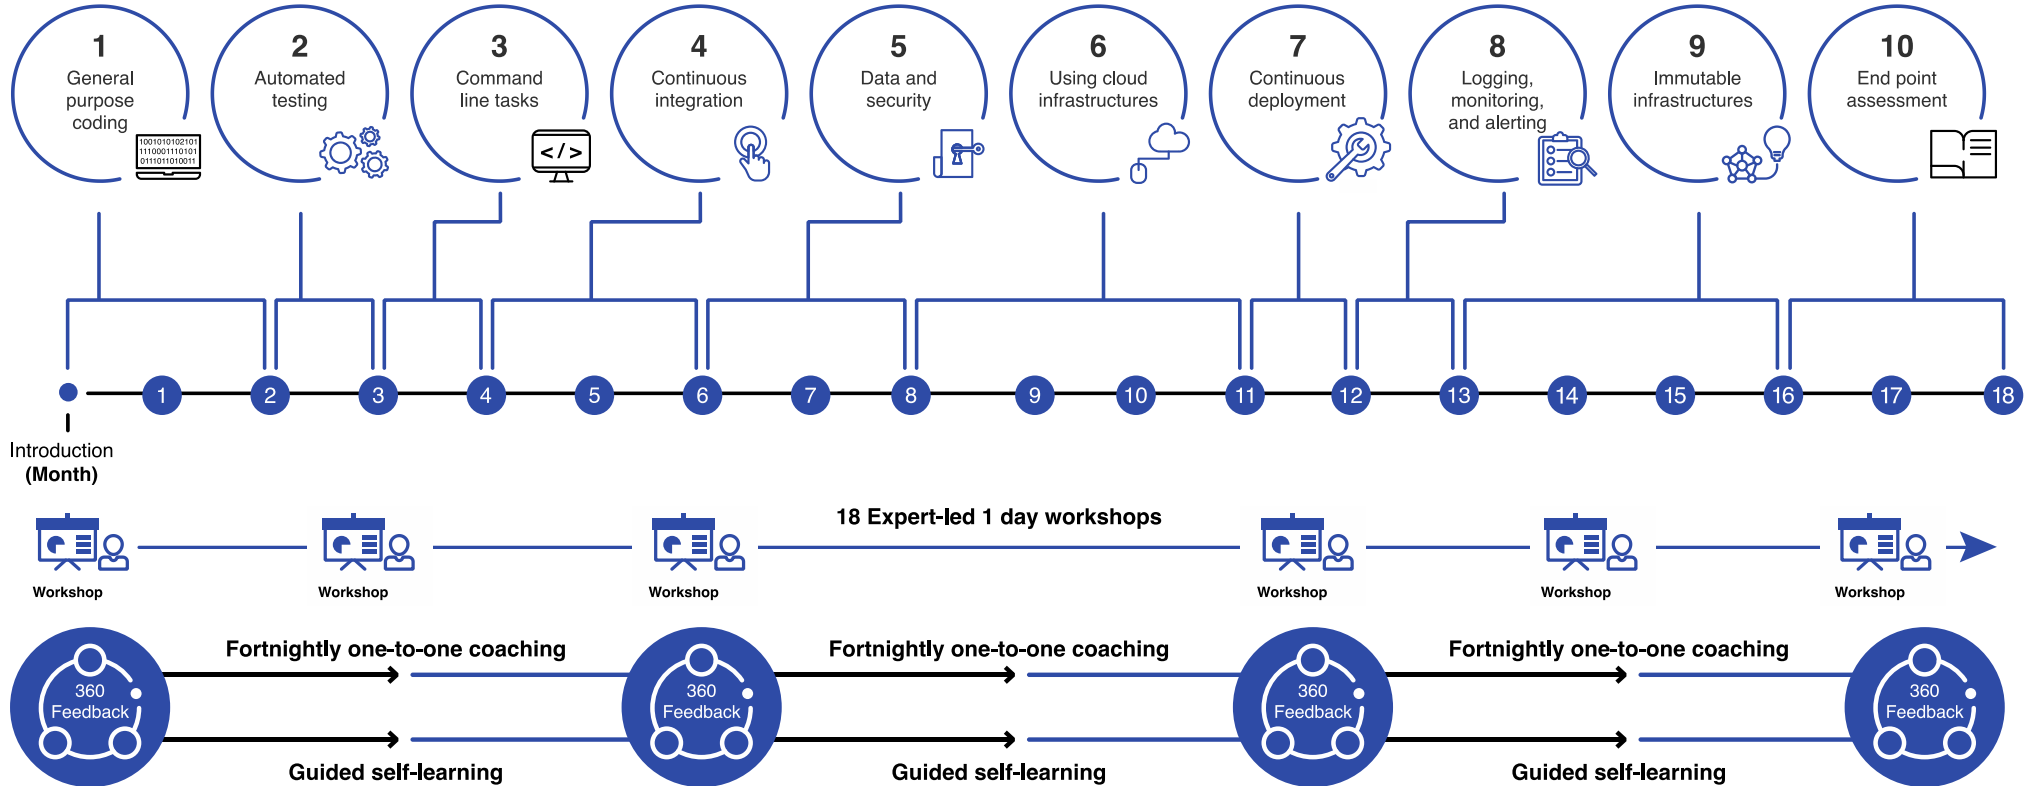 1
General
purpose
coding
1001010102101
1110001110101
0111011010011
2
Automated
testing
3
Command
line tasks
</>
4
Continuous
integration
5
Data and
security
6
Using cloud
infrastructures
7
Continuous
deployment
8
Logging,
monitoring,
and alerting
9
Immutable
infrastructures
10
End point
assessment
1 2 3 4 5 6 7 8 9 10 11 12 13 14 15 16 17 18
Introduction
(Month)
18 Expert-led 1 day workshops
Workshop Workshop Workshop Workshop Workshop Workshop
Fortnightly one-to-one coaching Fortnightly one-to-one coaching Fortnightly one-to-one coaching
360 360 360 360
Feedback Feedback Feedback Feedback
Guided self-learning Guided self-learning Guided self-learning